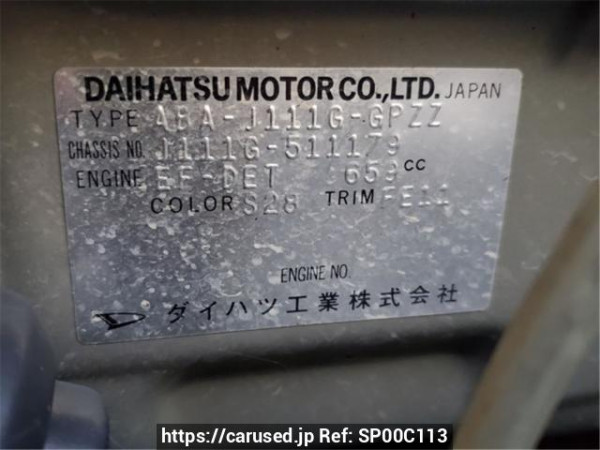 DAIHATSU MOTOR CO.,LTD. JAPAN
TYPE ABA-J111G-GPZZ
CHASSIS NO. J111G-511179
ENGINE EF-DET 659 CC
COLOR S28 TRIM FE11
ENGINE NO.
ダイハツ工業株式会社
https://carused.jp Ref: SP00C113